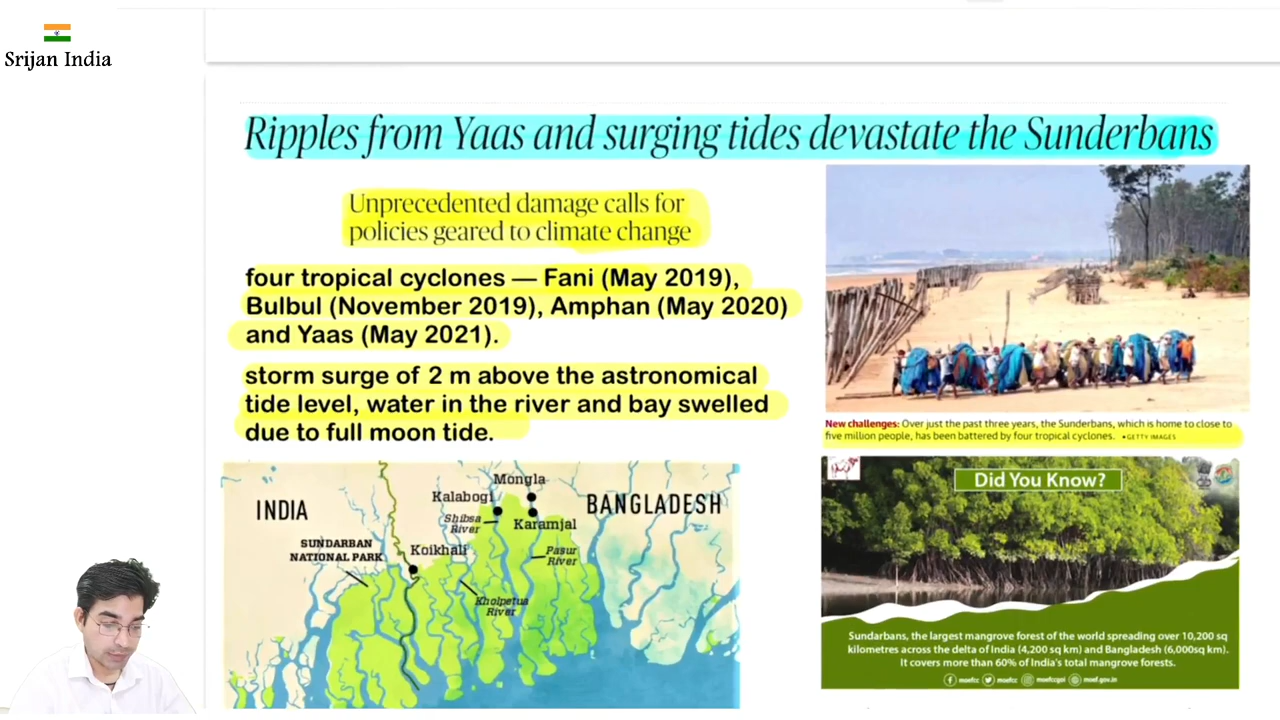 Srijan India
Ripples from Yaas and surging tides devastate the Sunderbans
Unprecedented damage calls for
policies geared to climate change
four tropical cyclones — Fani (May 2019),
Bulbul (November 2019), Amphan (May 2020)
and Yaas (May 2021).
storm surge of 2 m above the astronomical
tide level, water in the river and bay swelled
due to full moon tide.
New challenges: Over just the past three years, the Sunderbans, which is home to close to
five million people, has been battered by four tropical cyclones. • GETTY IMAGES
INDIA
BANGLADESH
Mongla
Kalabogi
Shibsa
River
Karamjal
SUNDARBAN
NATIONAL PARK
Koikhali
Pasur
River
Kholpetua
River
Did You Know?
Sundarbans, the largest mangrove forest of the world spreading over 10,200 sq
kilometres across the delta of India (4,200 sq km) and Bangladesh (6,000sq km).
It covers more than 60% of India's total mangrove forests.
moefcc moefcc moefccgoi moef.gov.in